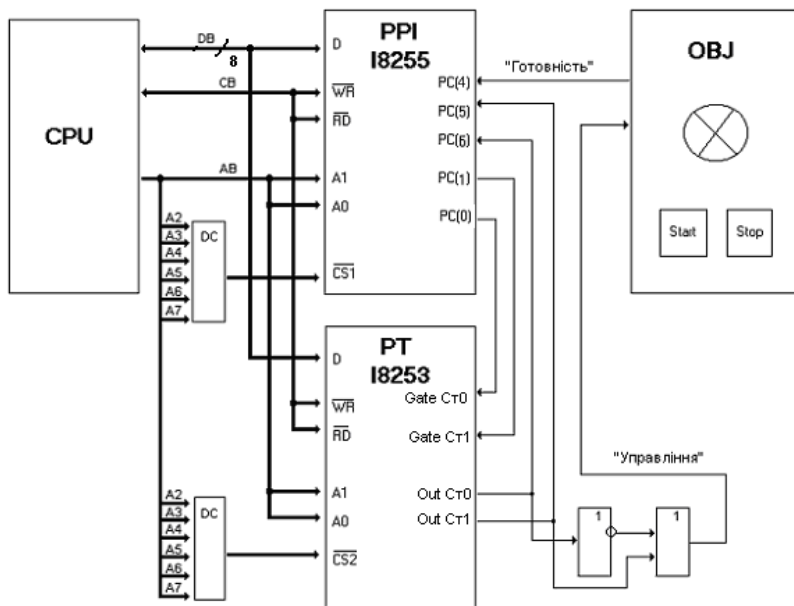 CPU
DB
8
CB
AB
A2
A3
A4
A5
A6
A7
DC
PPI
I8255
D
WR
RD
A1
A0
CS1
PC(4)
PC(5)
PC(6)
PC(1)
PC(0)
"Готовність"
OBJ
Start
Stop
PT
I8253
D
WR
RD
A1
A0
CS2
Gate Ст0
Gate Ст1
Out Ст0
Out Ст1
A2
A3
A4
A5
A6
A7
DC
"Управління"
1
1